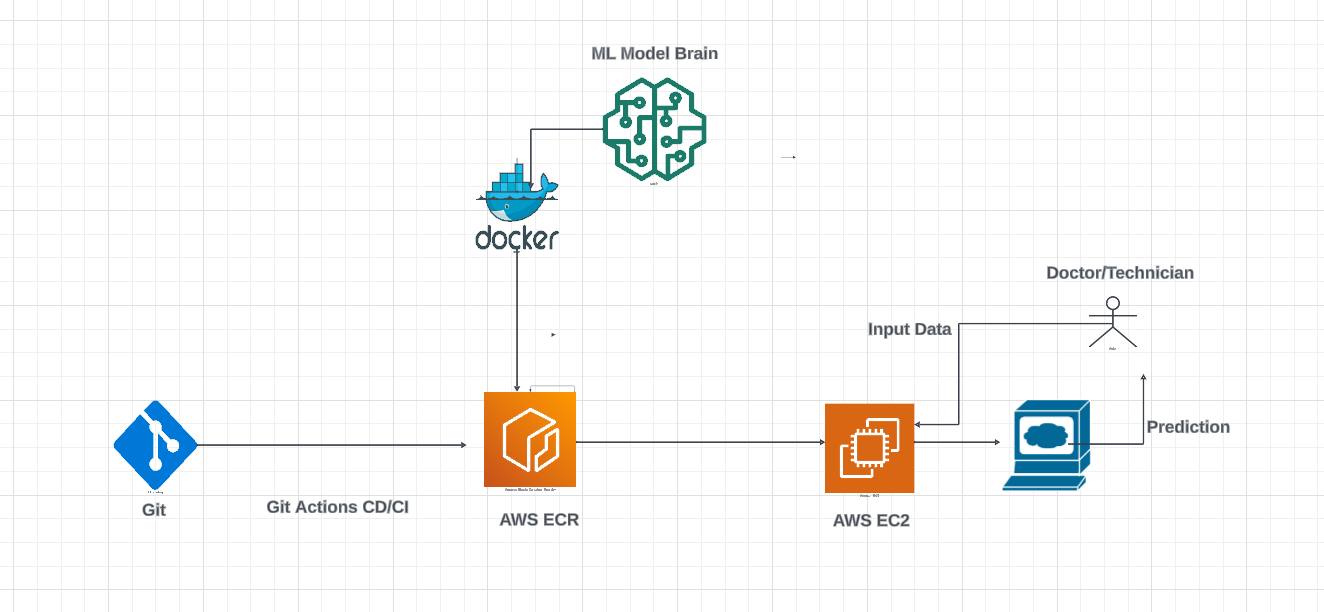 ML Model Brain
docker
Doctor/Technician
Input Data
Prediction
Git
Git Actions CD/CI
AWS ECR
AWS EC2